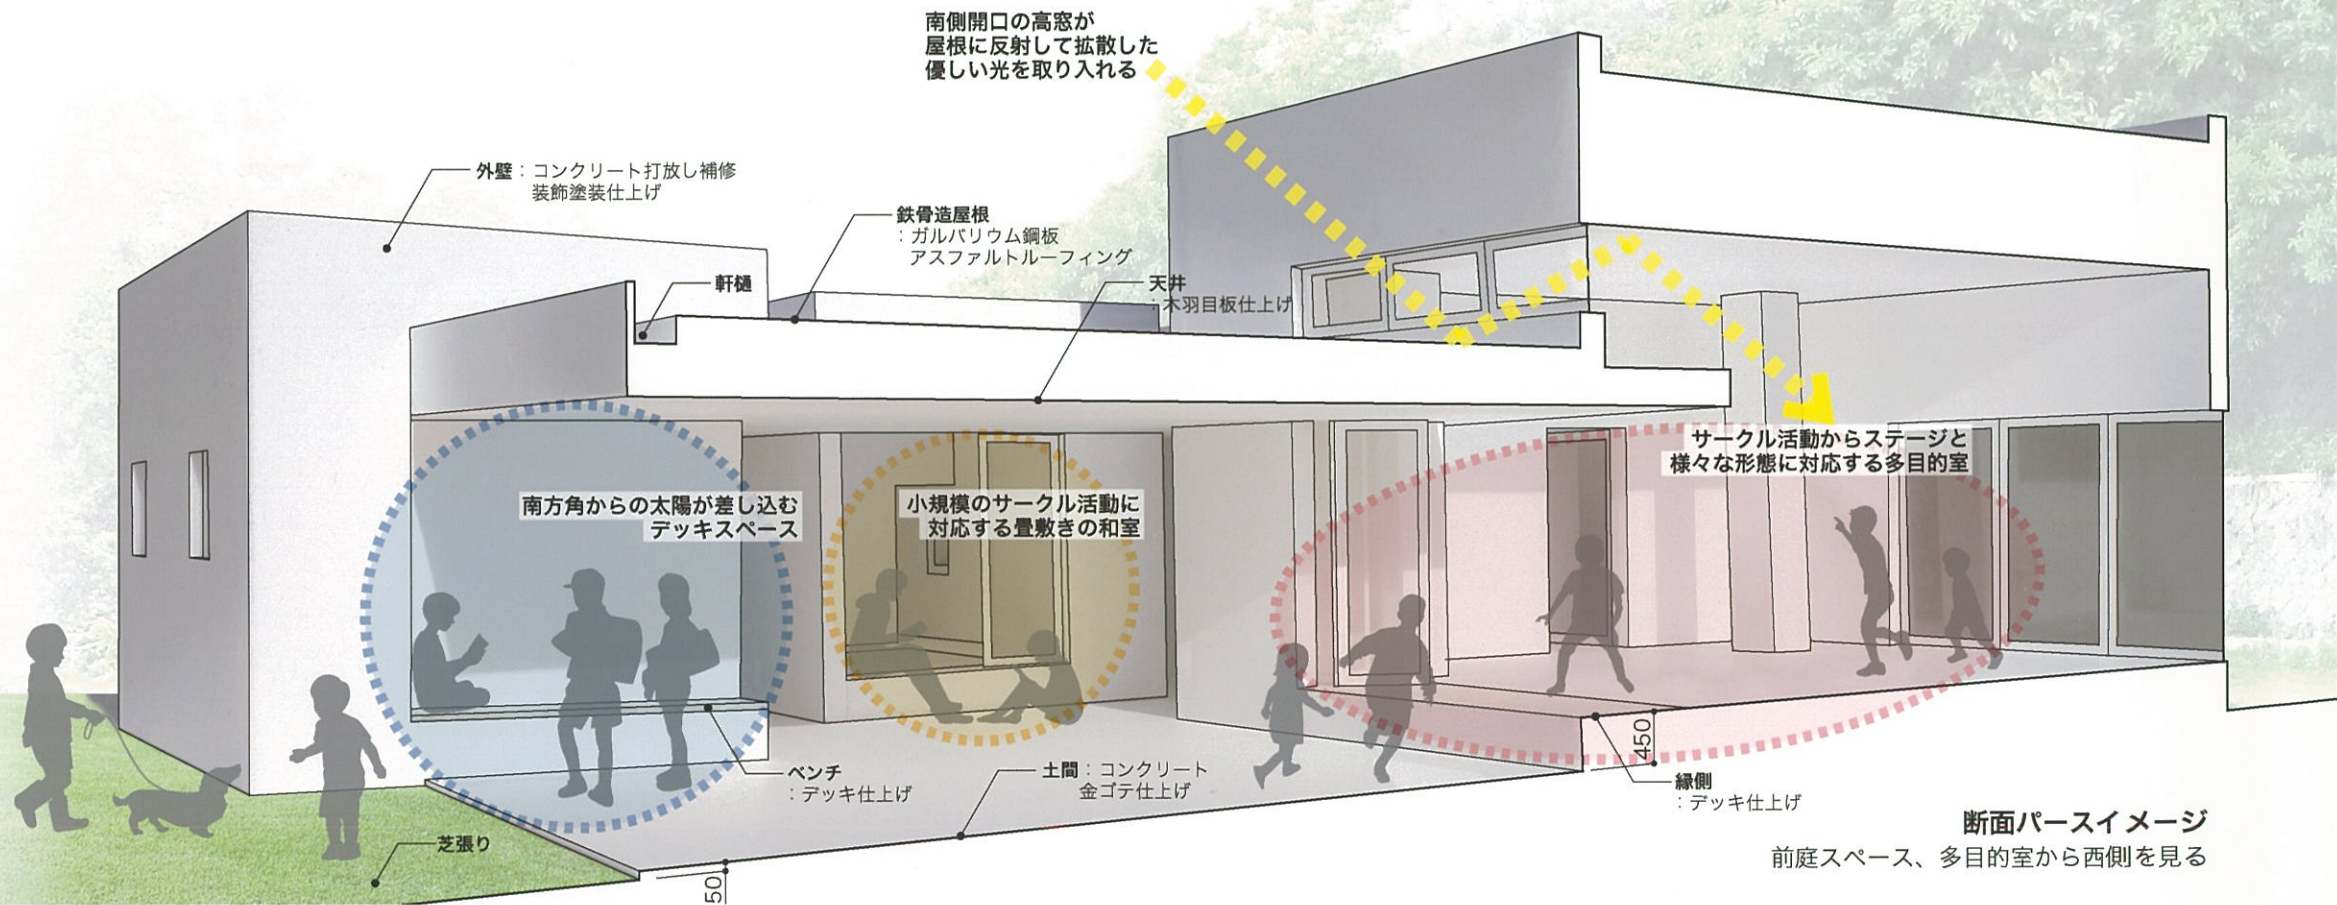 南側開口の高窓が
屋根に反射して拡散した
優しい光を取り入れる
外壁：コンクリート打放し補修
装飾塗装仕上げ
鉄骨造屋根
：ガルバリウム鋼板
アスファルトルーフィング
軒樋
天井
：木羽目板仕上げ
サークル活動からステージと
様々な形態に対応する多目的室
南方角からの太陽が差し込む
デッキスペース
小規模のサークル活動に
対応する畳敷きの和室
450
ベンチ
：デッキ仕上げ
土間：コンクリート
金ゴテ仕上げ
縁側
：デッキ仕上げ
芝張り
50
断面パースイメージ
前庭スペース、多目的室から西側を見る